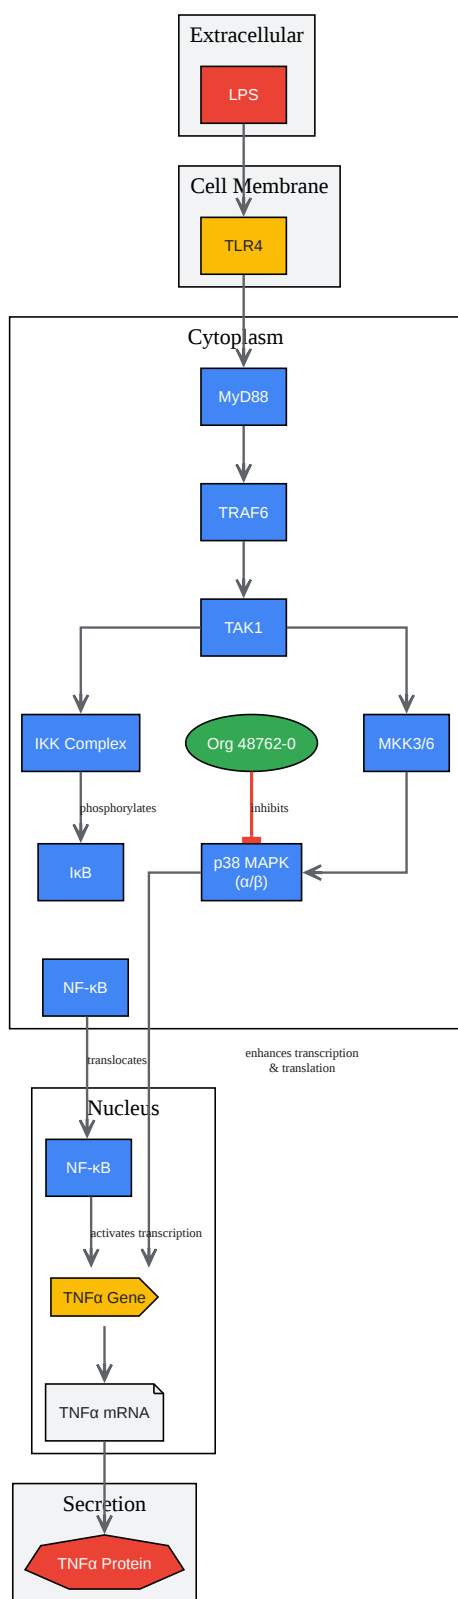 Extracellular
LPS
Cell Membrane
TLR4
Cytoplasm
MyD88
TRAF6
TAK1
IKK Complex
Org 48762-0
MKK3/6
phosphorylates
inhibits
IκB
p38 MAPK
(α/β)
NF-κB
translocates
enhances transcription
& translation
Nucleus
NF-κB
activates transcription
TNFα Gene
TNFα mRNA
Secretion
TNFα Protein